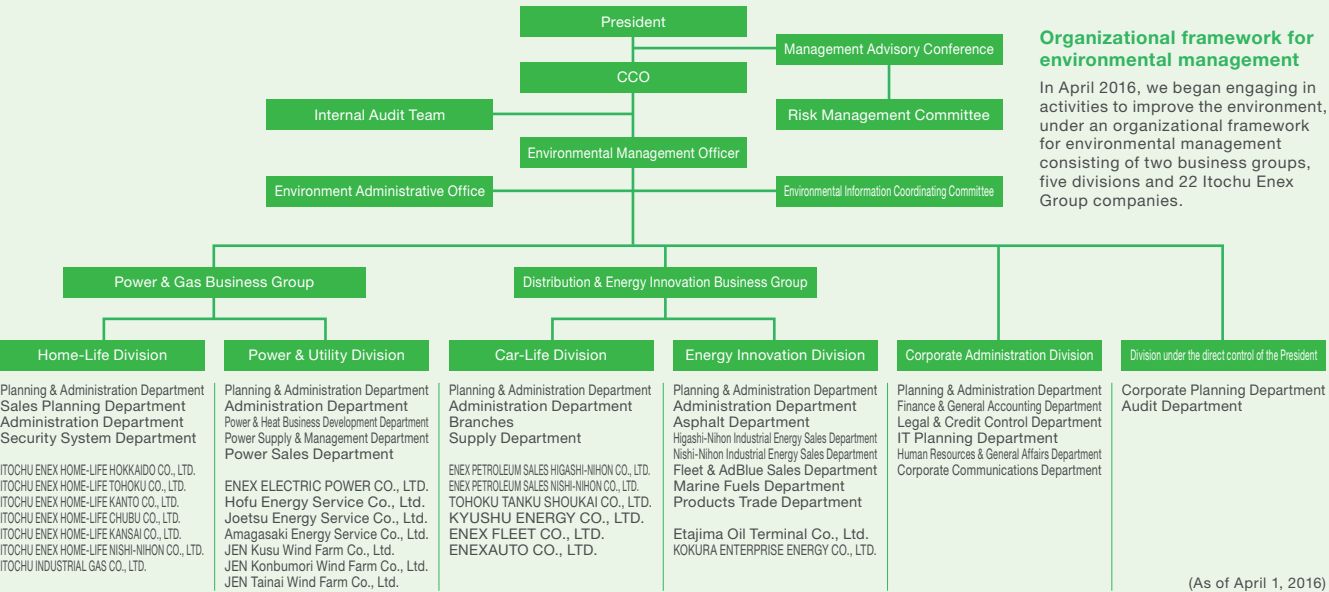 President
Management Advisory Conference
CCO
Internal Audit Team
Risk Management Committee
Environmental Management Officer
Environment Administrative Office
Environmental Information Coordinating Committee
Organizational framework for
environmental management
In April 2016, we began engaging in
activities to improve the environment,
under an organizational framework
for environmental management
consisting of two business groups,
five divisions and 22 Itochu Enex
Group companies.
Power & Gas Business Group
Distribution & Energy Innovation Business Group
Home-Life Division
Planning & Administration Department
Sales Planning Department
Administration Department
Security System Department
ITOCHU ENEX HOME-LIFE HOKKAIDO CO., LTD.
ITOCHU ENEX HOME-LIFE TOHOKU CO., LTD.
ITOCHU ENEX HOME-LIFE KANTO CO., LTD.
ITOCHU ENEX HOME-LIFE CHUBU CO., LTD.
ITOCHU ENEX HOME-LIFE KANSAI CO., LTD.
ITOCHU ENEX HOME-LIFE NISHI-NIHON CO., LTD.
ITOCHU INDUSTRIAL GAS CO., LTD.
Power & Utility Division
Planning & Administration Department
Administration Department
Power & Heat Business Development Department
Power Supply & Management Department
Power Sales Department
ENEX ELECTRIC POWER CO., LTD.
Hofu Energy Service Co., Ltd.
Joetsu Energy Service Co., Ltd.
Amagasaki Energy Service Co., Ltd.
JEN Kusu Wind Farm Co., Ltd.
JEN Konbumori Wind Farm Co., Ltd.
JEN Tainai Wind Farm Co., Ltd.
Car-Life Division
Planning & Administration Department
Administration Department
Branches
Supply Department
ENEX PETROLEUM SALES HIGASHI-NIHON CO., LTD.
ENEX PETROLEUM SALES NISHI-NIHON CO., LTD.
TOHOKU TANKU SHOUKAI CO., LTD.
KYUSHU ENERGY CO., LTD.
ENEX FLEET CO., LTD.
ENEXAUTO CO., LTD.
Energy Innovation Division
Planning & Administration Department
Administration Department
Asphalt Department
Higashi-Nihon Industrial Energy Sales Department
Nishi-Nihon Industrial Energy Sales Department
Fleet & AdBlue Sales Department
Marine Fuels Department
Products Trade Department
Etajima Oil Terminal Co., Ltd.
KOKURA ENTERPRISE ENERGY CO., LTD.
Corporate Administration Division
Planning & Administration Department
Finance & General Accounting Department
Legal & Credit Control Department
IT Planning Department
Human Resources & General Affairs Department
Corporate Communications Department
Division under the direct control of the President
Corporate Planning Department
Audit Department
(As of April 1, 2016)